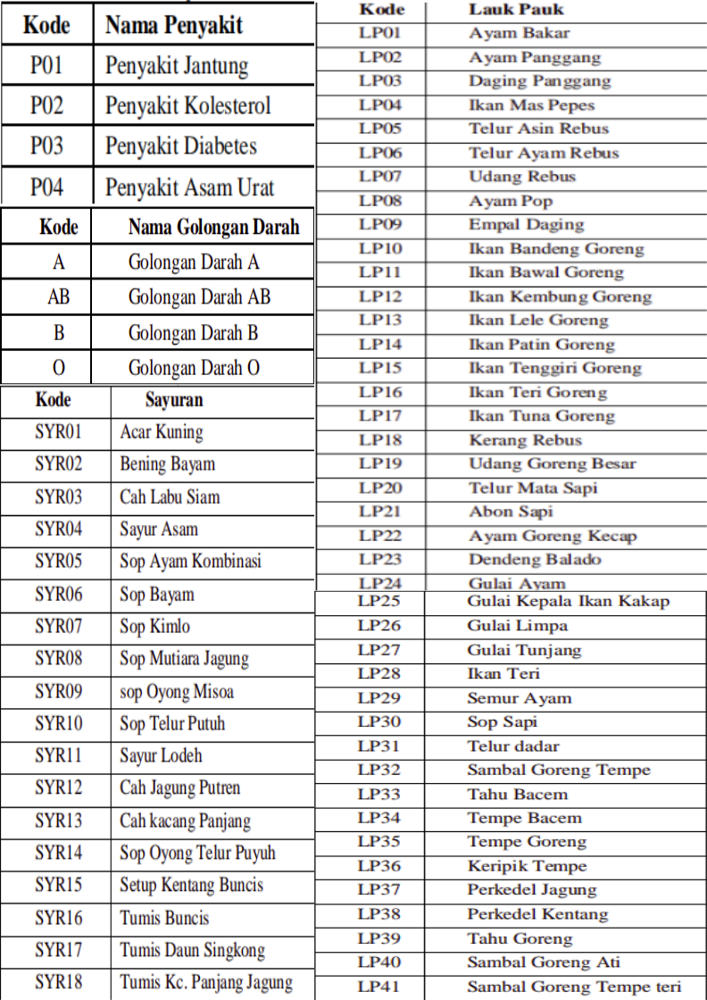 Kode Nama Penyakit
P01 Penyakit Jantung
P02 Penyakit Kolesterol
P03 Penyakit Diabetes
P04 Penyakit Asam Urat
Kode Nama Golongan Darah
A Golongan Darah A
AB Golongan Darah AB
B Golongan Darah B
O Golongan Darah O
Kode Sayuran
SYR01 Acar Kuning
SYR02 Bening Bayam
SYR03 Cah Labu Siam
SYR04 Sayur Asam
SYR05 Sop Ayam Kombinasi
SYR06 Sop Bayam
SYR07 Sop Kimlo
SYR08 Sop Mutiara Jagung
SYR09 sop Oyong Misoa
SYR10 Sop Telur Putuh
SYR11 Sayur Lodeh
SYR12 Cah Jagung Putren
SYR13 Cah kacang Panjang
SYR14 Sop Oyong Telur Puyuh
SYR15 Setup Kentang Buncis
SYR16 Tumis Buncis
SYR17 Tumis Daun Singkong
SYR18 Tumis Kc. Panjang Jagung
Kode Lauk Pauk
LP01 Ayam Bakar
LP02 Ayam Panggang
LP03 Daging Panggang
LP04 Ikan Mas Pepes
LP05 Telur Asin Rebus
LP06 Telur Ayam Rebus
LP07 Udang Rebus
LP08 Ayam Pop
LP09 Empal Daging
LP10 Ikan Bandeng Goreng
LP11 Ikan Bawal Goreng
LP12 Ikan Kembung Goreng
LP13 Ikan Lele Goreng
LP14 Ikan Patin Goreng
LP15 Ikan Tenggiri Goreng
LP16 Ikan Teri Goreng
LP17 Ikan Tuna Goreng
LP18 Kerang Rebus
LP19 Udang Goreng Besar
LP20 Telur Mata Sapi
LP21 Abon Sapi
LP22 Ayam Goreng Kecap
LP23 Dendeng Balado
LP24 Gulai Ayam
LP25 Gulai Kepala Ikan Kakap
LP26 Gulai Limpa
LP27 Gulai Tunjang
LP28 Ikan Teri
LP29 Semur Ayam
LP30 Sop Sapi
LP31 Telur dadar
LP32 Sambal Goreng Tempe
LP33 Tahu Bacem
LP34 Tempe Bacem
LP35 Tempe Goreng
LP36 Keripik Tempe
LP37 Perkedel Jagung
LP38 Perkedel Kentang
LP39 Tahu Goreng
LP40 Sambal Goreng Ati
LP41 Sambal Goreng Tempe teri